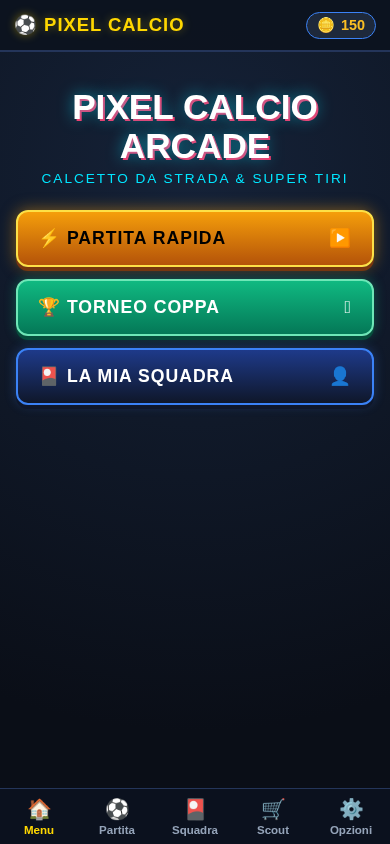 PIXEL CALCIO
150
PIXEL CALCIO
ARCADE
CALCETTO DA STRADA & SUPER TIRI
PARTITA RAPIDA
TORNEO COPPA
LA MIA SQUADRA
Menu Partita Squadra Scout Opzioni